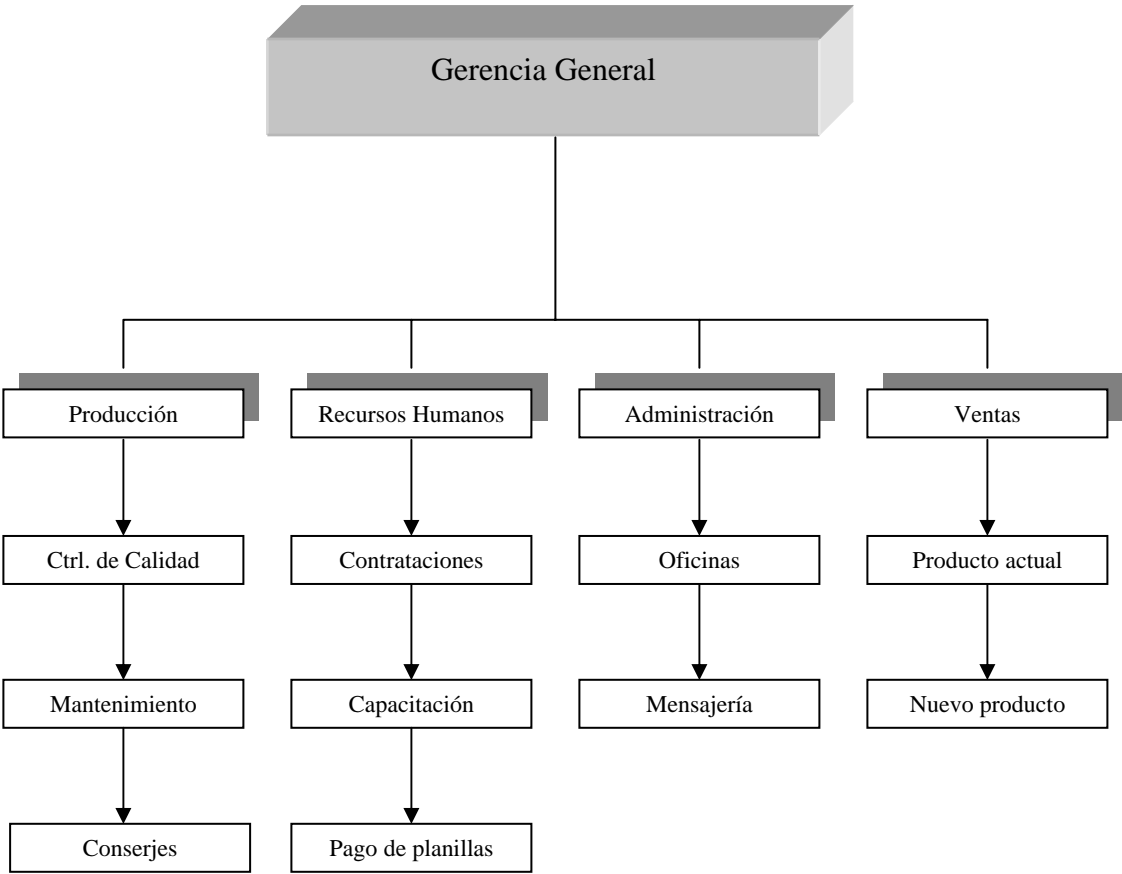 Gerencia General
Producción
Recursos Humanos
Administración
Ventas
Ctrl. de Calidad
Contrataciones
Oficinas
Producto actual
Mantenimiento
Capacitación
Mensajería
Nuevo producto
Conserjes
Pago de planillas